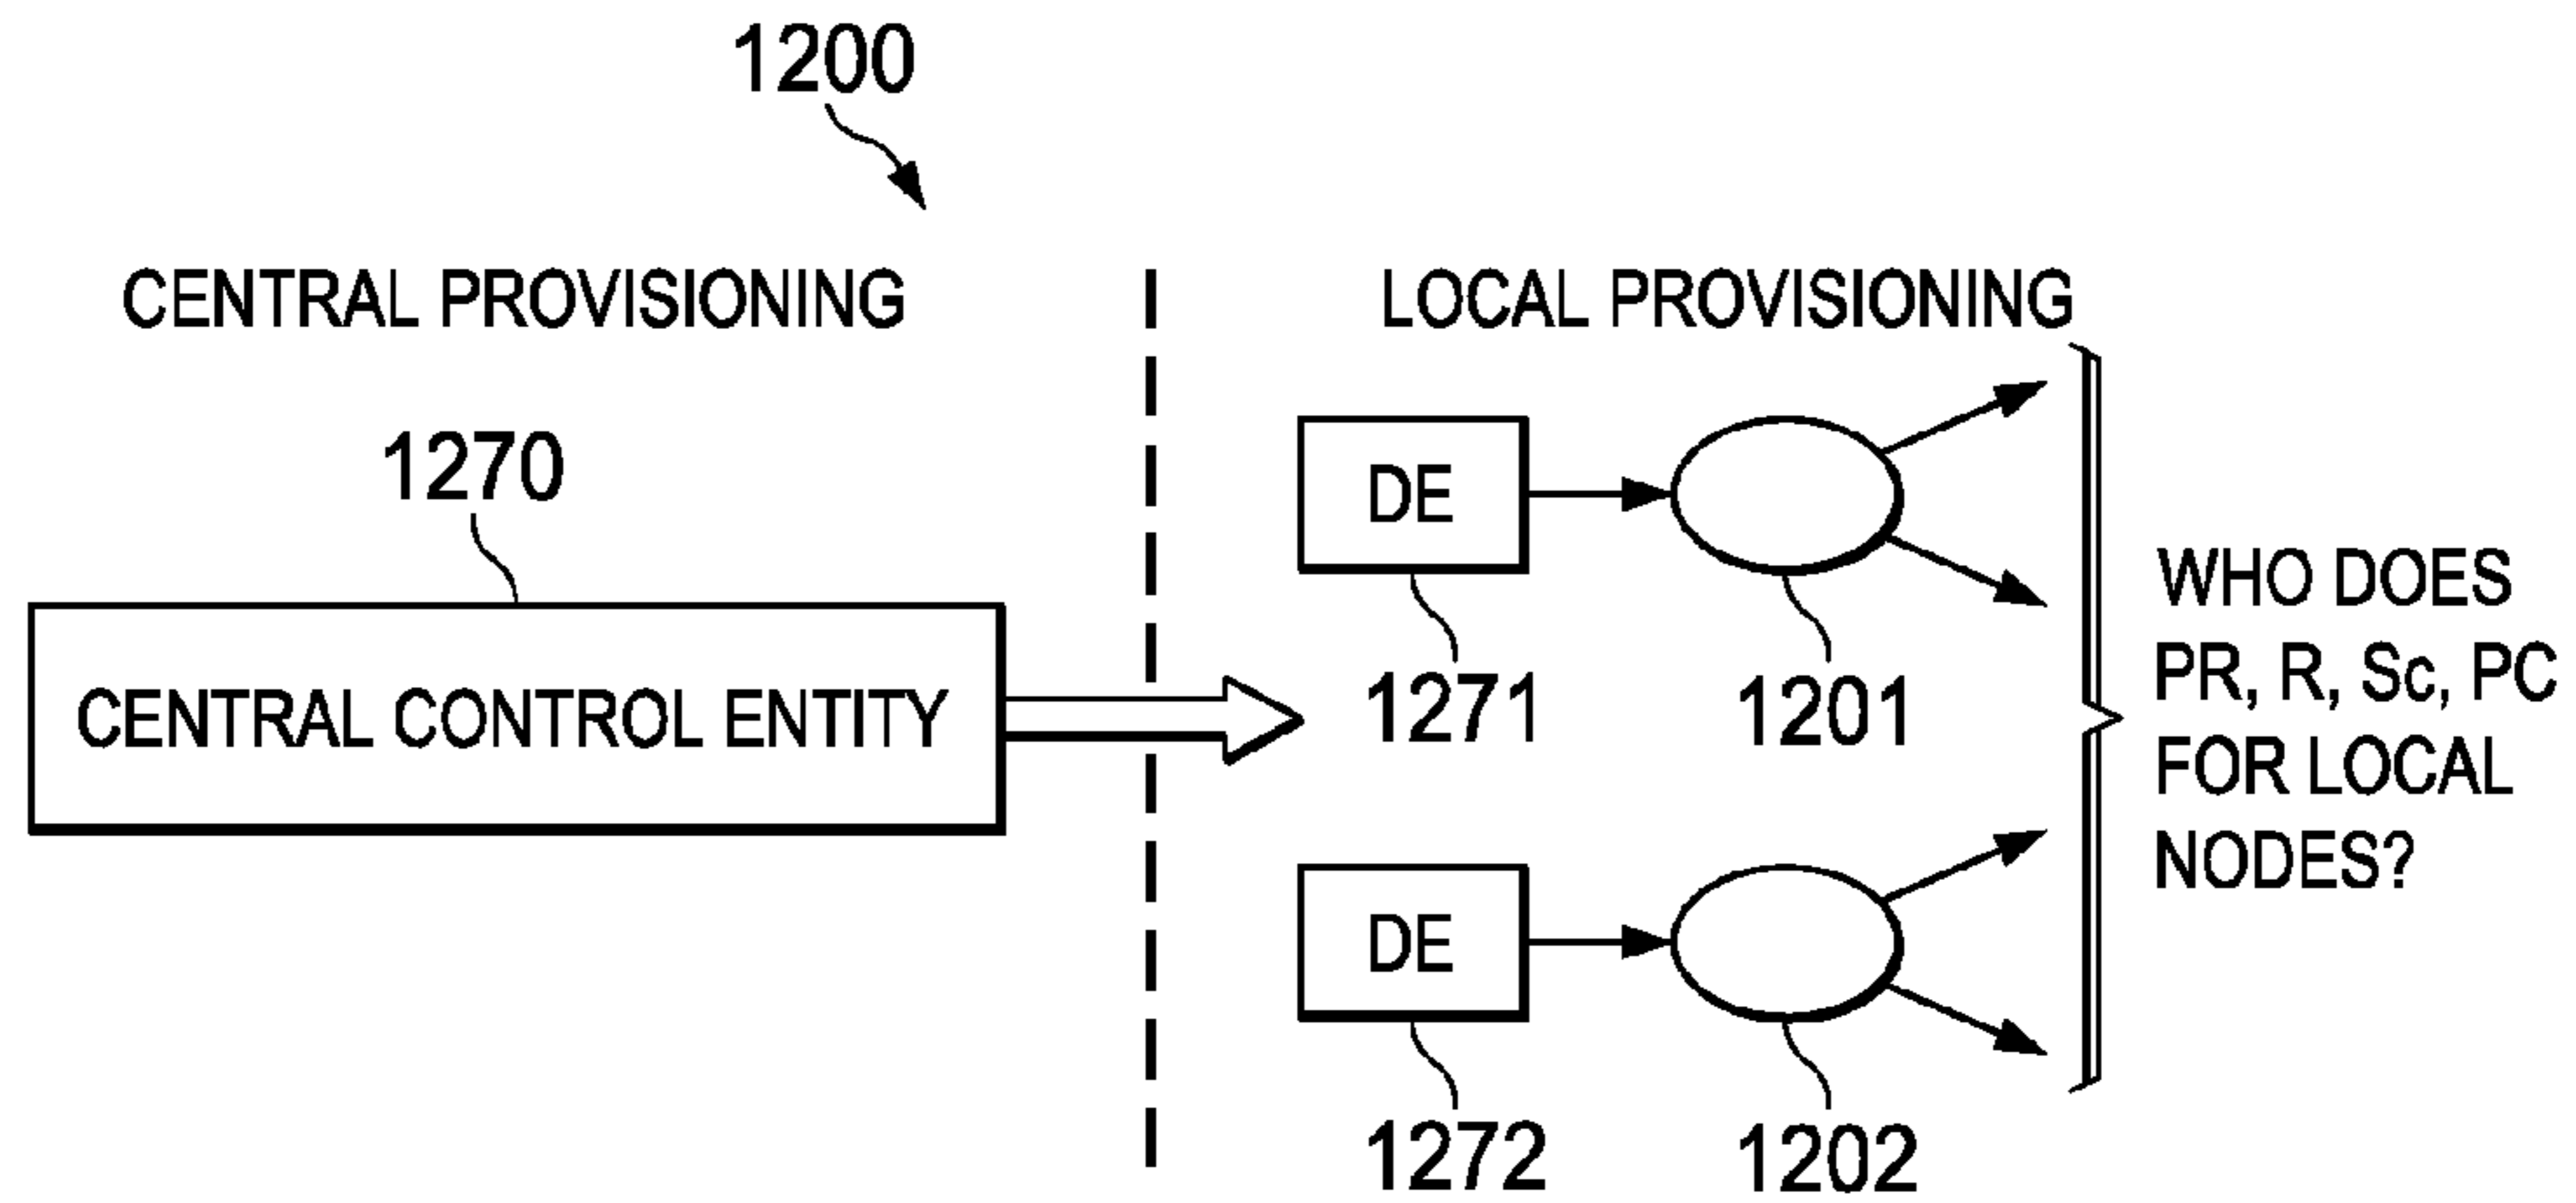 1200
CENTRAL PROVISIONING
LOCAL PROVISIONING
1270
CENTRAL CONTROL ENTITY
DE
1271
1201
DE
1272
1202
WHO DOES
PR, R, Sc, PC
FOR LOCAL
NODES?